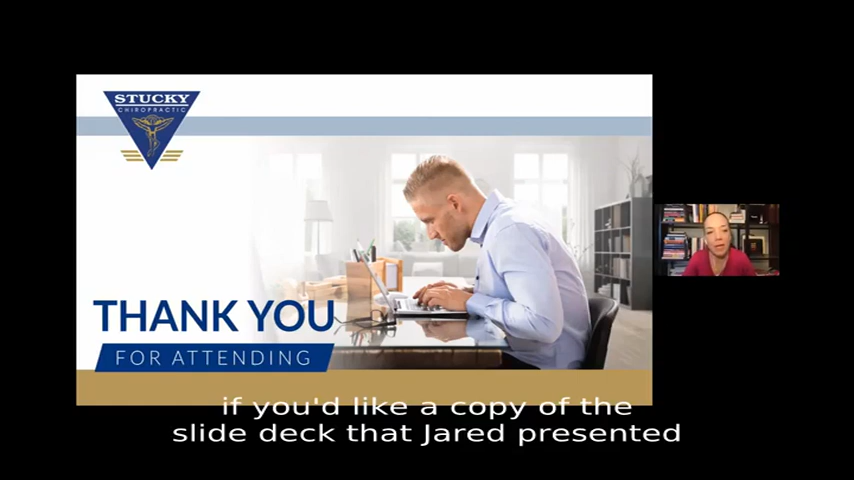 STUCKY
CHIROPRACTIC
THANK YOU
FOR ATTENDING
if you'd like a copy of the
slide deck that Jared presented